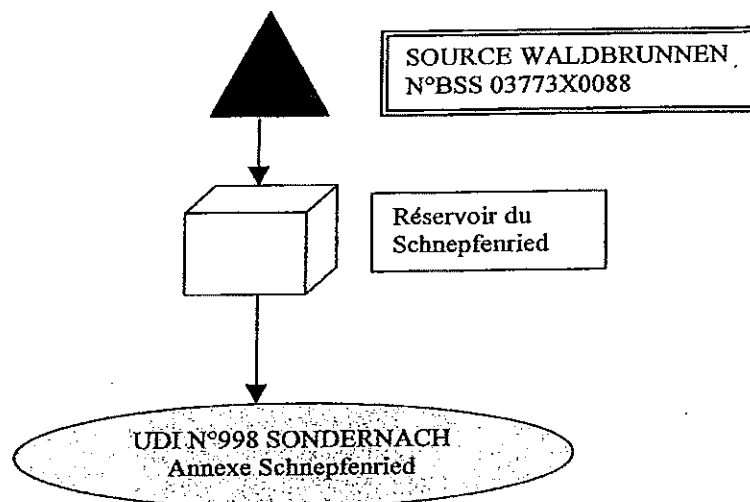 SOURCE WALDBRUNNEN
N°BSS 03773X0088
Réservoir du
Schnepfenried
UDI N°998 SONDERNACH
Annexe Schnepfenried